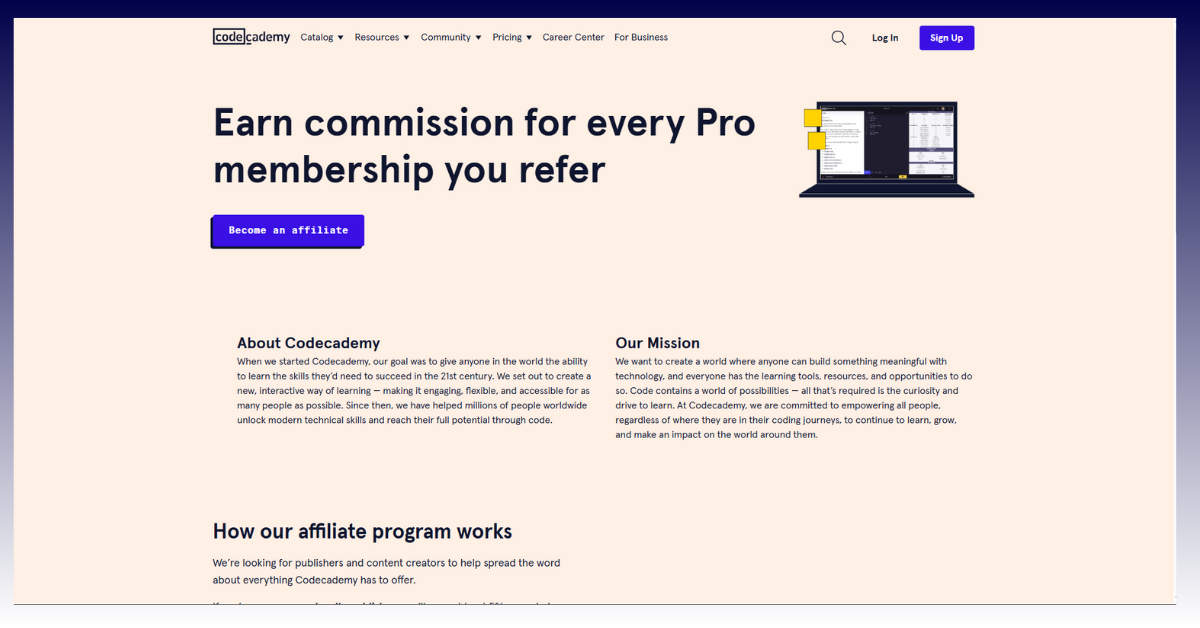 codecademy Catalog Resources Community Pricing Career Center For Business Log In Sign Up
Earn commission for every Pro
membership you refer
Become an affiliate
About Codecademy
When we started Codecademy, our goal was to give anyone in the world the ability
to learn the skills they'd need to succeed in the 21st century. We set out to create a
new, interactive way of learning — making it engaging, flexible, and accessible for as
many people as possible. Since then, we have helped millions of people worldwide
unlock modern technical skills and reach their full potential through code.
Our Mission
We want to create a world where anyone can build something meaningful with
technology, and everyone has the learning tools, resources, and opportunities to do
so. Code contains a world of possibilities — all that's required is the curiosity and
drive to learn. At Codecademy, we are committed to empowering all people,
regardless of where they are in their coding journeys, to continue to learn, grow,
and make an impact on the world around them.
How our affiliate program works
We're looking for publishers and content creators to help spread the word
about everything Codecademy has to offer.